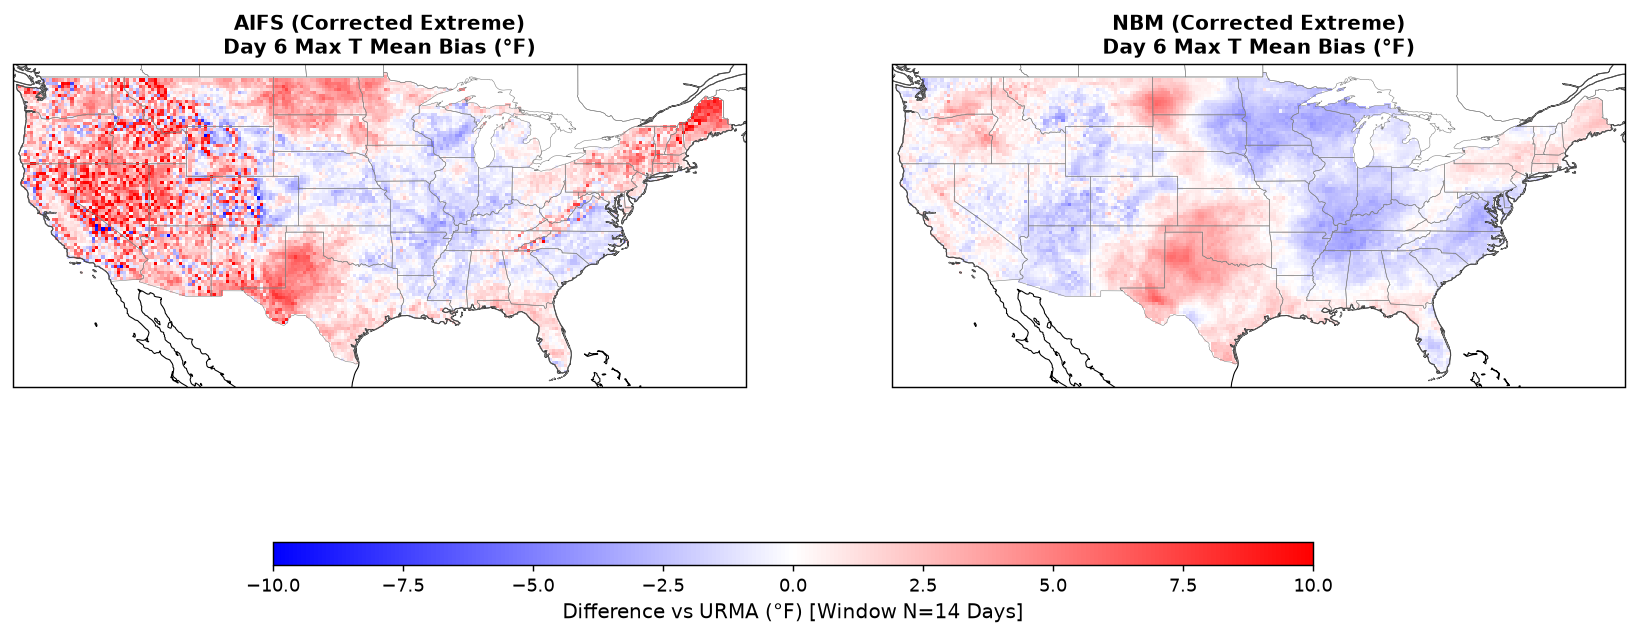 AIFS (Corrected Extreme)
Day 6 Max T Mean Bias (°F)
NBM (Corrected Extreme)
Day 6 Max T Mean Bias (°F)
−10.0 −7.5 −5.0 −2.5 0.0 2.5 5.0 7.5 10.0
Difference vs URMA (°F) [Window N=14 Days]